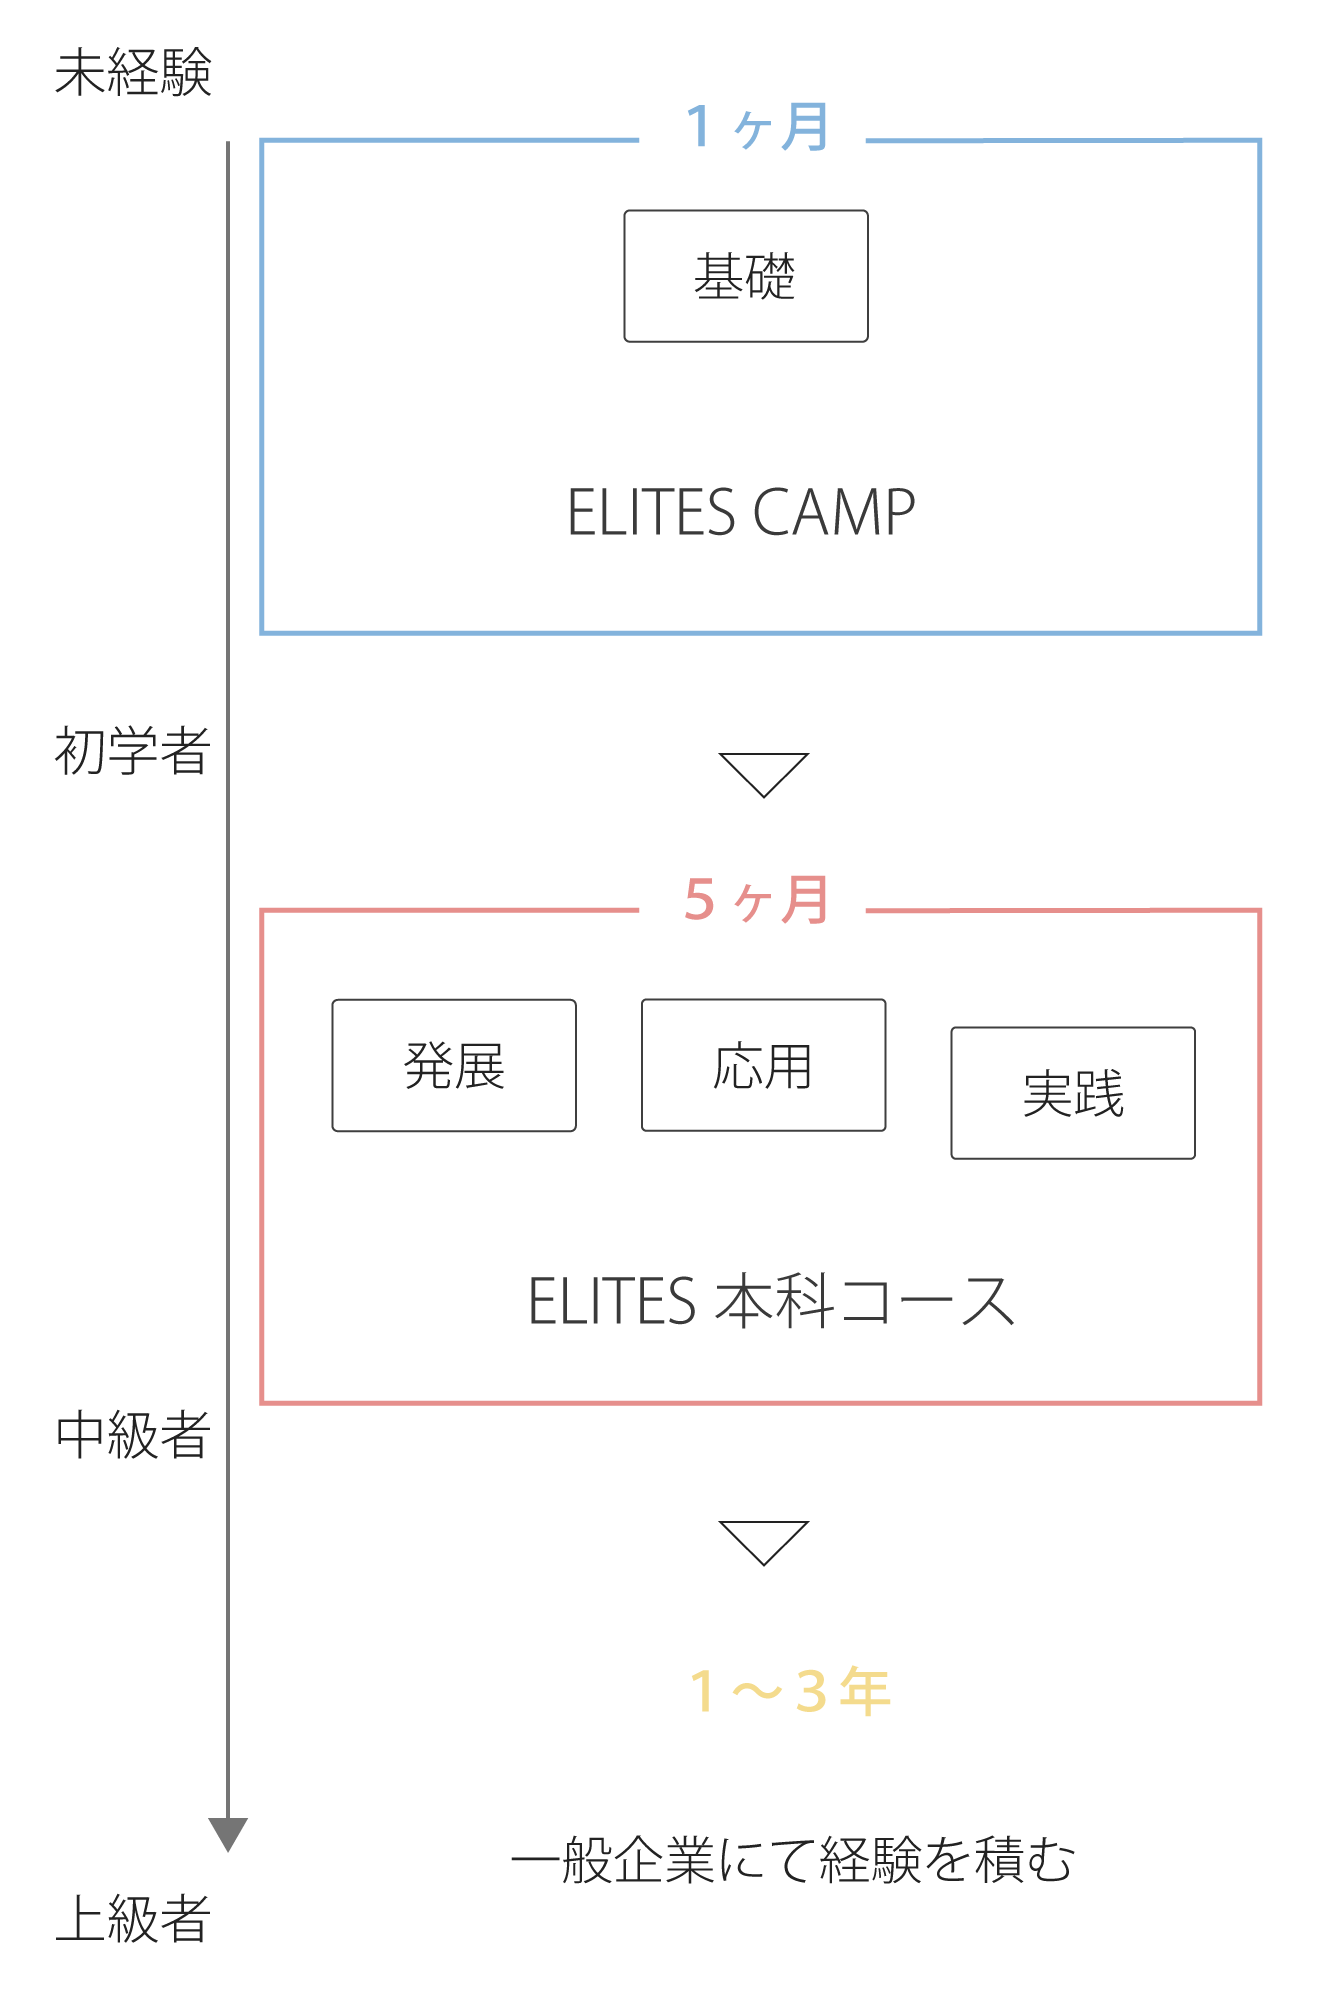 未経験
1ヶ月
基礎
ELITES CAMP
初学者
5ヶ月
発展
応用
実践
ELITES 本科コース
中級者
1〜3年
一般企業にて経験を積む
上級者